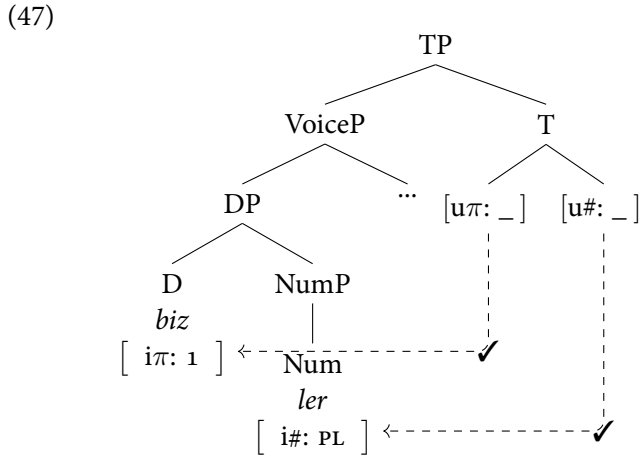 (47)
TP
VoiceP T
DP ... [uπ: _ ] [u#: _ ]
D NumP
biz
[ iπ: 1 ] Num ✓
ler
[ i#: PL ] ✓